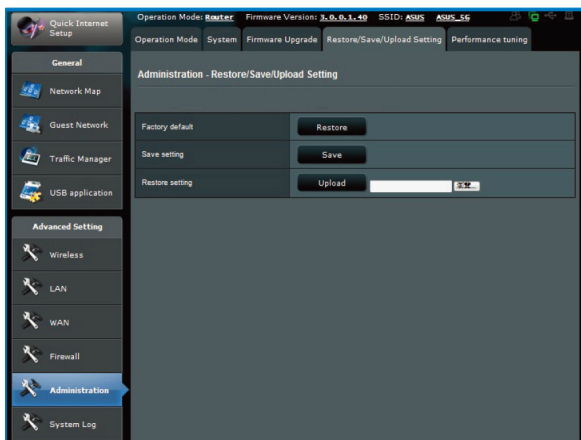 Quick Internet
Setup
Operation Mode: Router Firmware Version: 3.0.0.1.40 SSID: ASUS ASUS_5G
Operation Mode System Firmware Upgrade Restore/Save/Upload Setting Performance tuning
General
Network Map
Guest Network
Traffic Manager
USB application
Advanced Setting
Wireless
LAN
WAN
Firewall
Administration
System Log
Administration - Restore/Save/Upload Setting
Factory default Restore
Save setting Save
Restore setting Upload